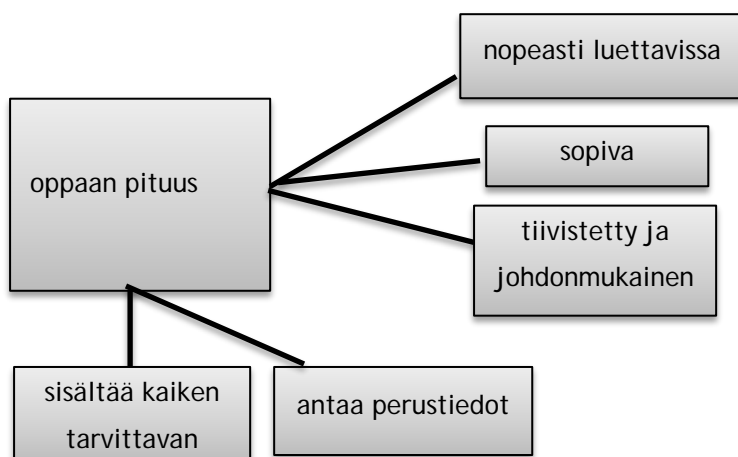 nopeasti luettavissa
oppaan pituus
sopiva
tiivistetty ja
johdonmukainen
sisältää kaiken
tarvittavan
antaa perustiedot